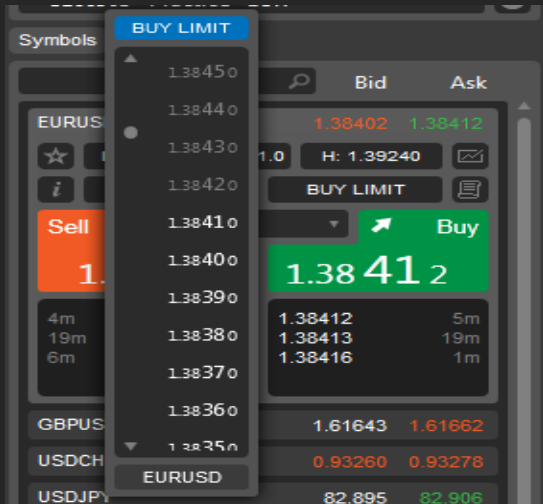 BUY LIMIT
Symbols
1.38450
Bid Ask
EURUS 1.38440 1.38402 1.38412
1.38430 1.0 H: 1.39240
i 1.38420 BUY LIMIT
Sell 1.38410 Buy
1. 1.38400 1.38 41 2
1.38390
4m 1.38412 5m
19m 1.38380 1.38413 19m
6m 1.38370 1.38416 1m
1.38360
GBPUS 1.61643 1.61662
1.38350
USDCH 0.93260 0.93278
EURUSD
USDJPY 82.895 82.906